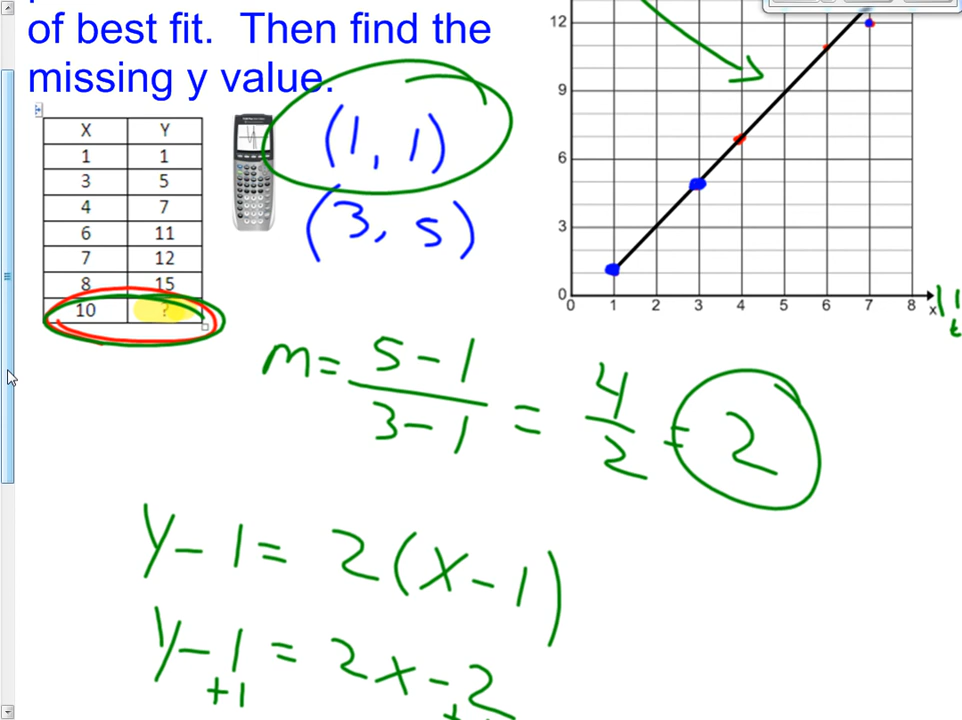 of best fit. Then find the
missing y value.
X Y
1 1
3 5
4 7
6 11
7 12
8 15
10 ?
(1, 1)
(3, 5)
12
9
6
3
0
0 1 2 3 4 5 6 7 8 x
m = 5 - 1 / 3 - 1 = 4 / 2 = 2
y - 1 = 2(x - 1)
y - 1 = 2x - 2
+1